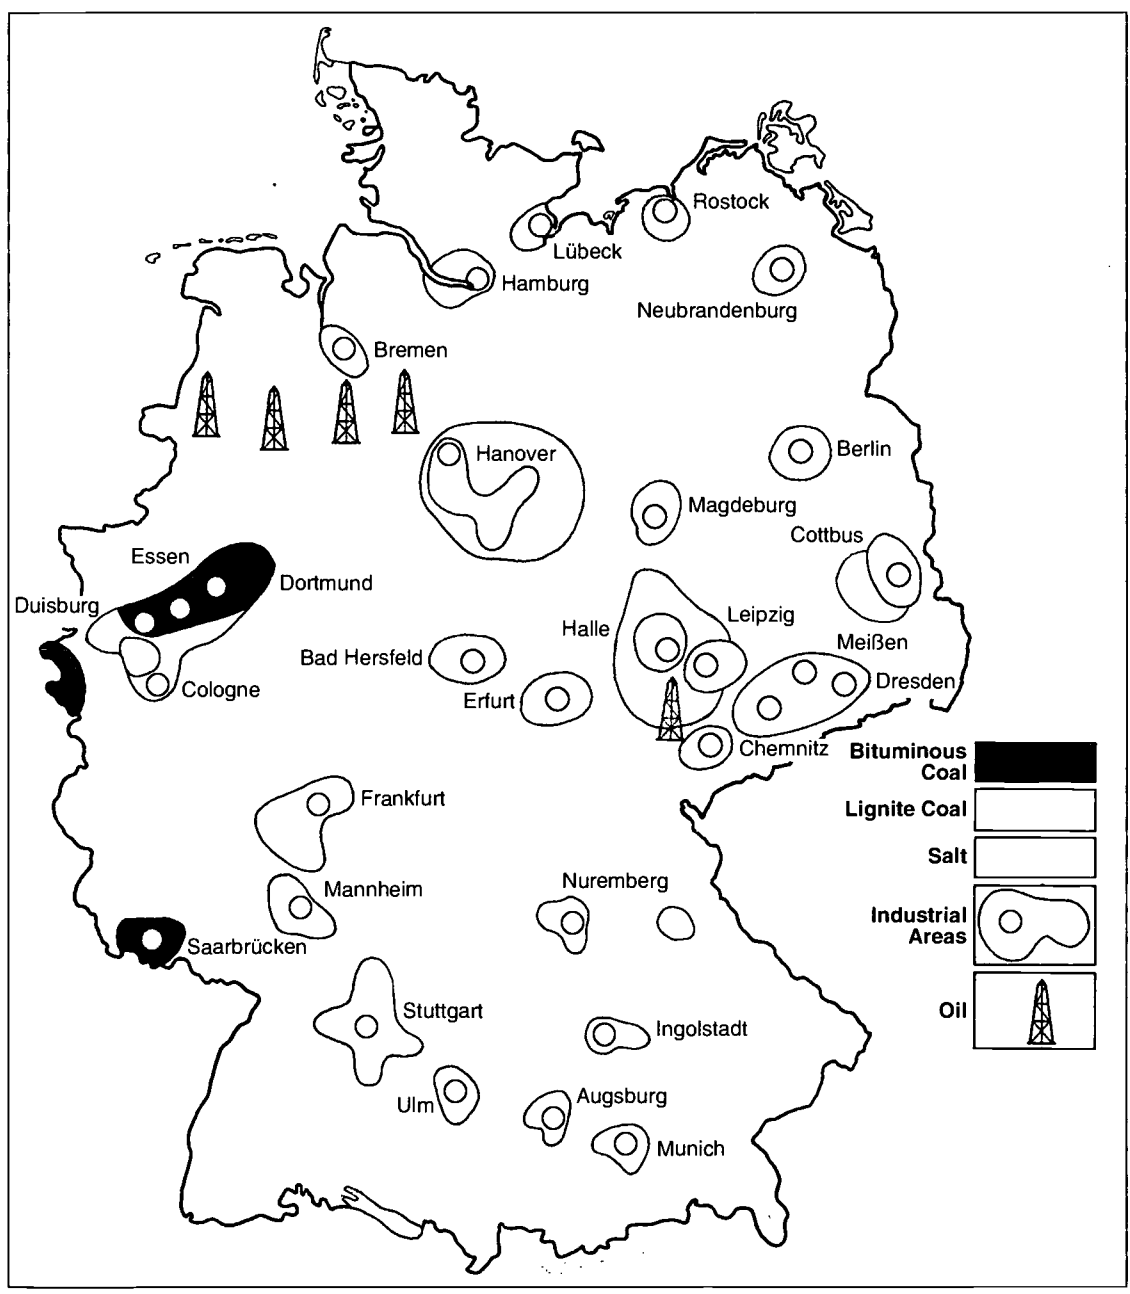 Rostock
Lübeck
Hamburg
Neubrandenburg
Bremen
Hanover
Berlin
Magdeburg
Cottbus
Essen
Dortmund
Duisburg
Leipzig
Halle
Meißen
Bad Hersfeld
Cologne
Erfurt
Dresden
Chemnitz
Bituminous
Coal
Lignite Coal
Salt
Industrial
Areas
Oil
Frankfurt
Mannheim
Nuremberg
Saarbrücken
Stuttgart
Ingolstadt
Ulm
Augsburg
Munich